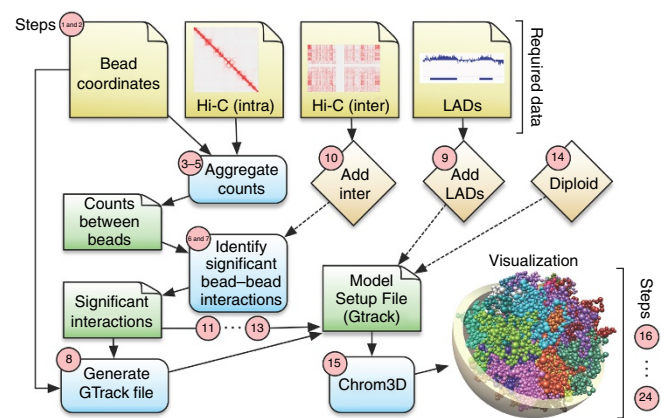 Steps 1 and 2
Bead
coordinates
Hi-C (intra)
Hi-C (inter)
LADs
Required data
3–5
Aggregate
counts
10
Add
inter
9
Add
LADs
14
Diploid
Counts
between
beads
6 and 7
Identify
significant
bead–bead
interactions
Significant
interactions
11 ··· 13
Model
Setup File
(Gtrack)
8
Generate
GTrack file
15
Chrom3D
Visualization
Steps
16
···
24